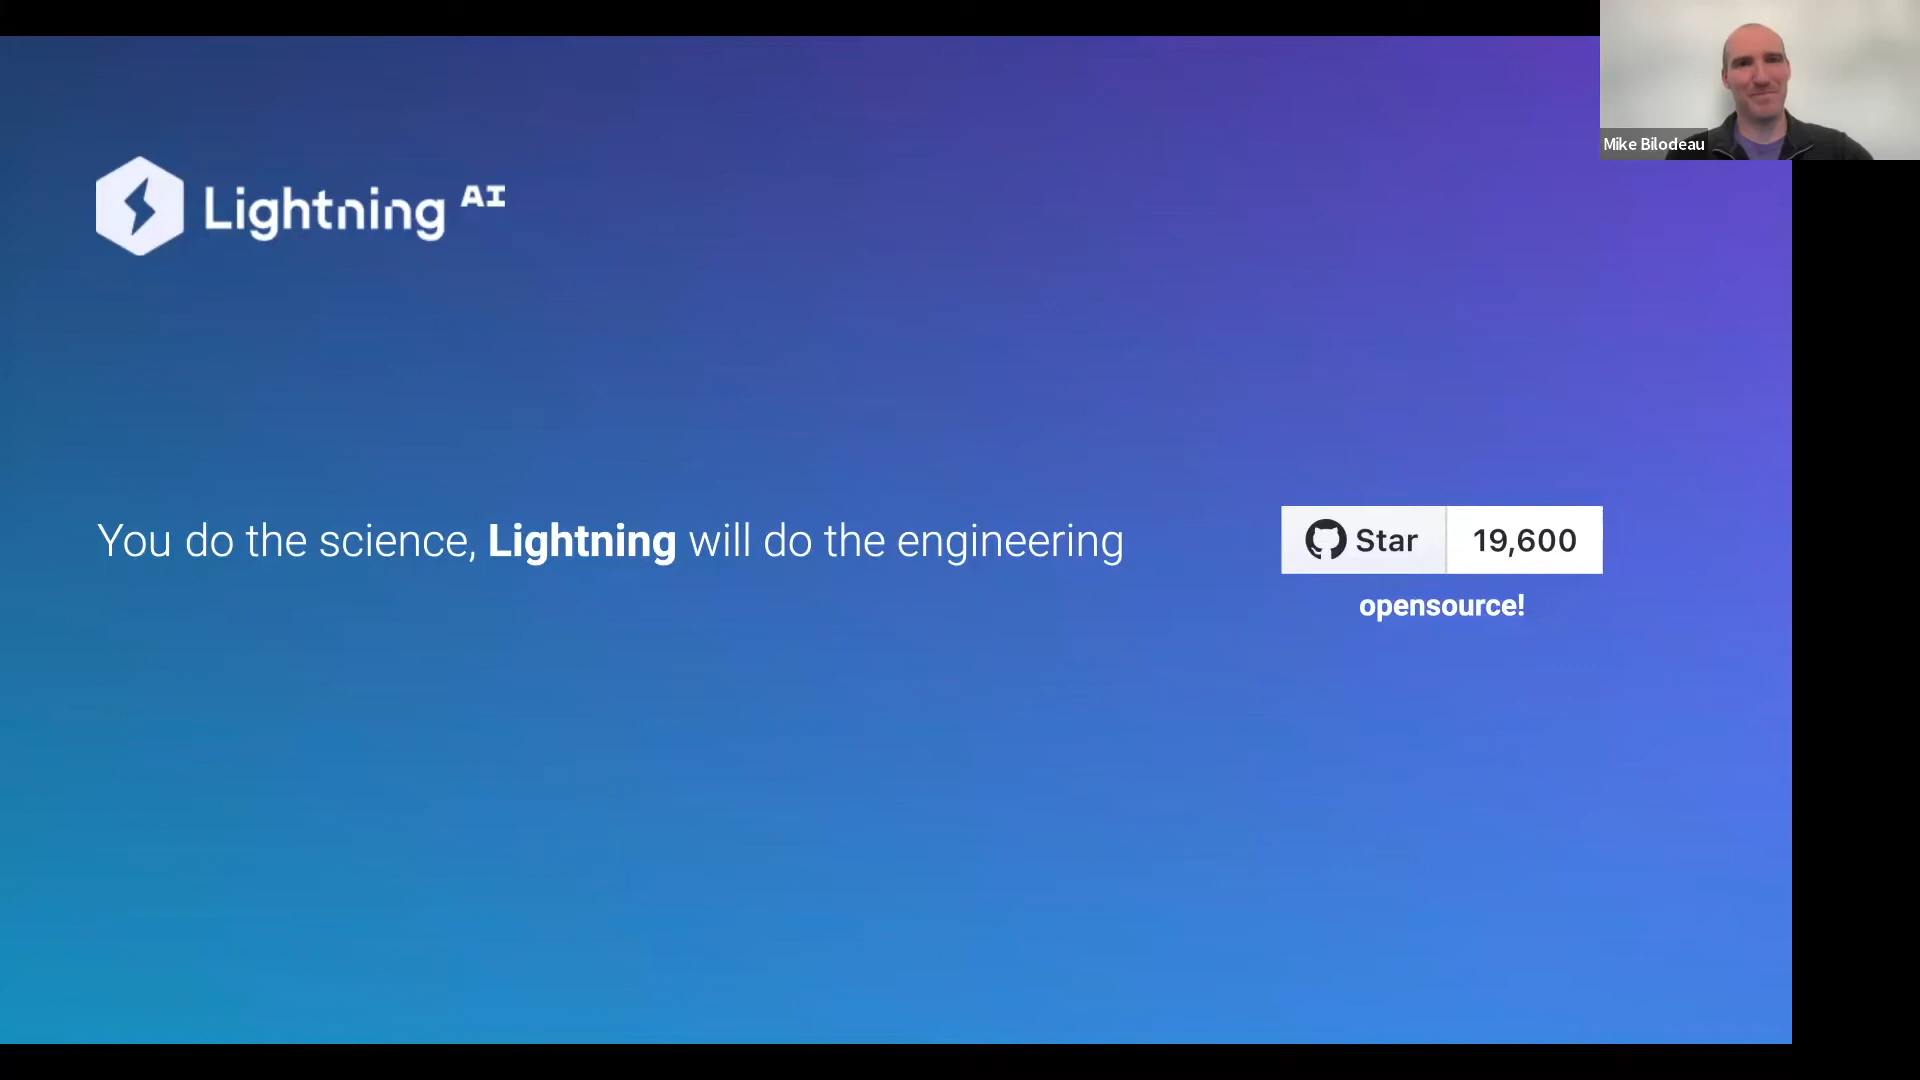 Mike Bilodeau
Lightning AI
You do the science, Lightning will do the engineering
Star 19,600
opensource!